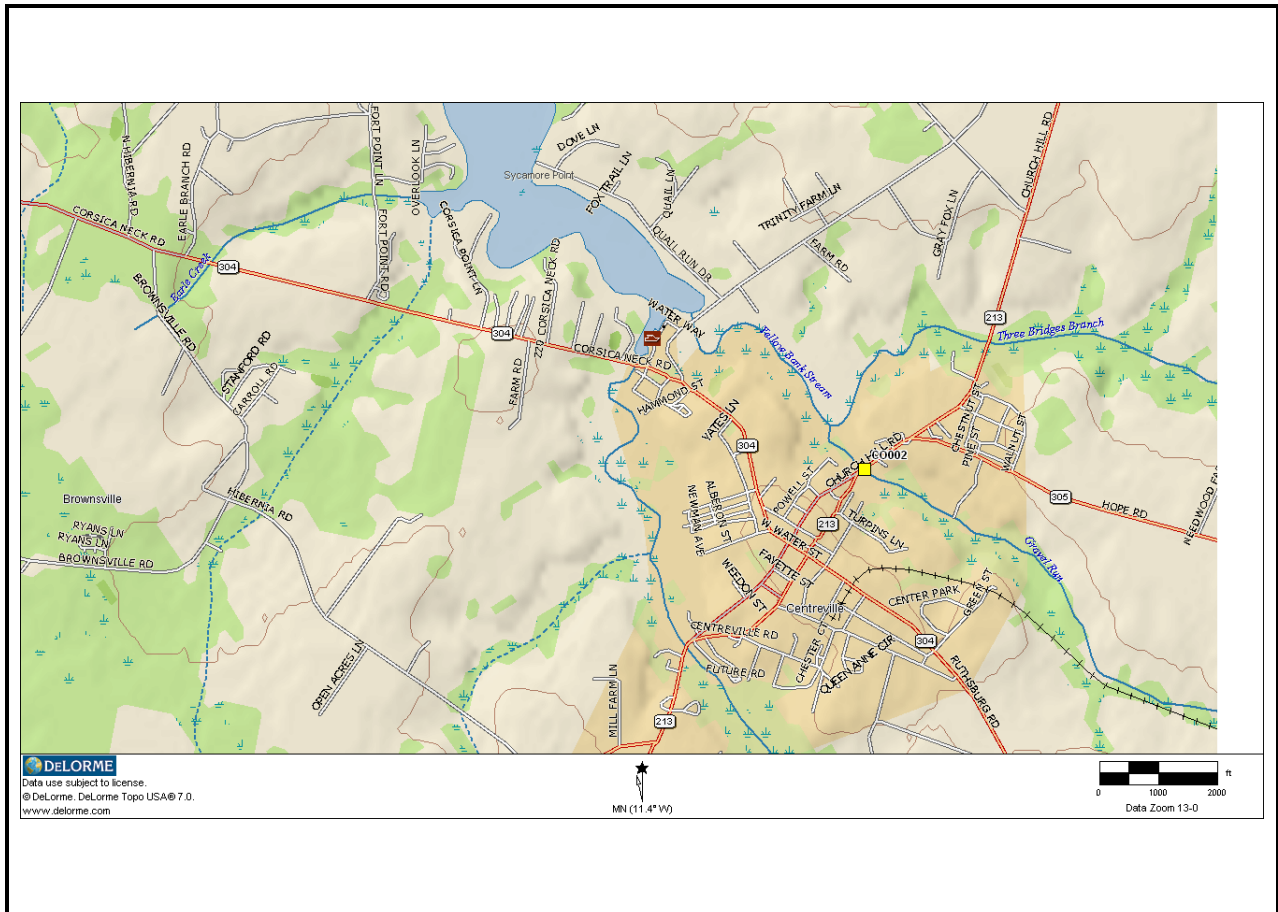 DOVE LN
Sycamore Point
FOX TRAIL LN
QUAIL LN
QUAIL RUN DR
TRINITY FARM LN
FARM RD
GRAY FOX LN
CHURCH HILL RD
N HIBERNIA RD
EARLE BRANCH RD
FORT POINT LN
FORT POINT RD
OVERLOOK LN
CORSICA POINT LN
CORSICA NECK RD
304
Earle Creek
BROWNSVILLE RD
STANFORD RD
CARROLL RD
304
FARM RD
220 CORSICA NECK RD
CORSICA NECK RD
WATER WAY
HAMMOND ST
YATES LN
304
Yellow Bank Stream
213
Three Bridges Branch
CHESTNUT ST
PINE ST
WALNUT ST
CHURCH HILL RD
CO002
305
HOPE RD
POWELL ST
213
TURPINS LN
ALBERON ST
NEWMAN AVE
W WATER ST
FAYETTE ST
WEEDON ST
Gravel Run
Brownsville
RYANS LN
RYANS LN
BROWNSVILLE RD
HIBERNIA RD
OPEN ACRES LN
Centreville
CENTER PARK
GREEN ST
CENTREVILLE RD
FUTURE RD
CHESTER CT
QUEEN ANNE CIR
304
RUTHSBURG RD
MILL FARM LN
213
DELORME
Data use subject to license.
© DeLorme. DeLorme Topo USA® 7.0.
www.delorme.com
MN (11.4° W)
ft
0 1000 2000
Data Zoom 13-0